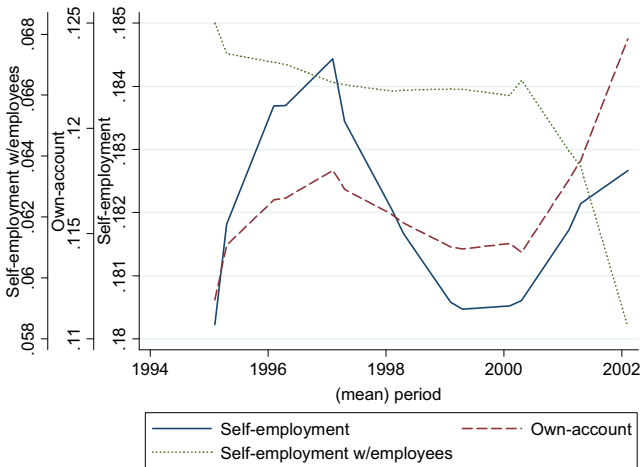 Self-employment w/employees
.058 .06 .062 .064 .066 .068
Own-account
.11 .115 .12 .125
Self-employment
.18 .181 .182 .183 .184 .185
1994 1996 1998 2000 2002
(mean) period
Self-employment Own-account
Self-employment w/employees